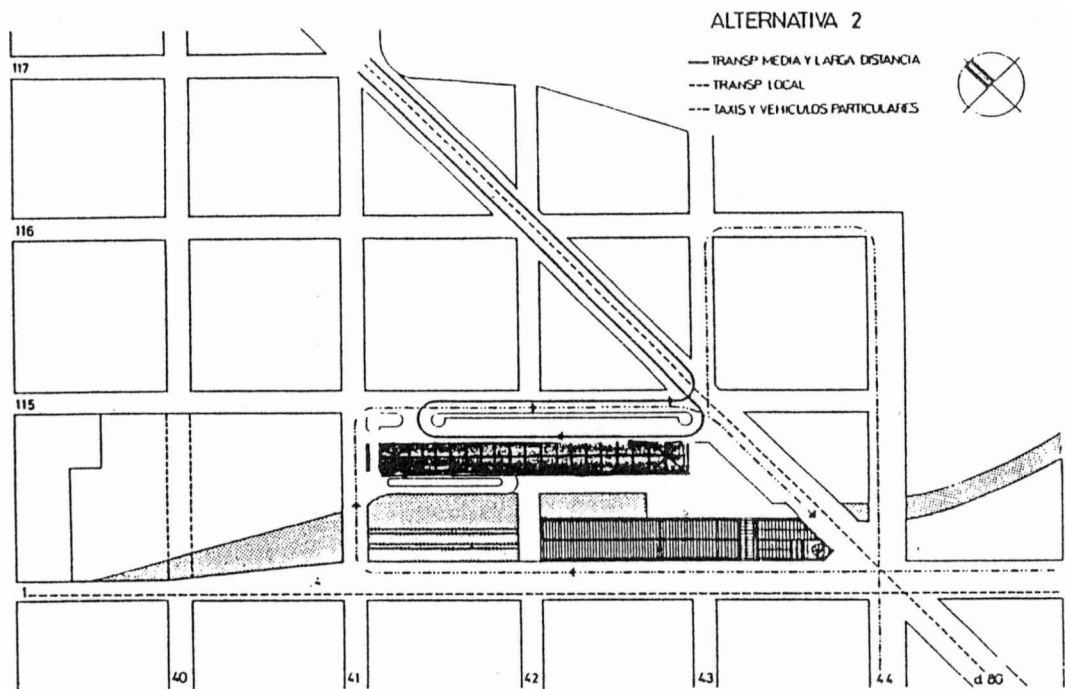 ALTERNATIVA 2
TRANSP MEDIA Y LARGA DISTANCIA
TRANSP LOCAL
TAXIS Y VEHICULOS PARTICULARES
117
116
115
1
40
41
42
43
44
d 80